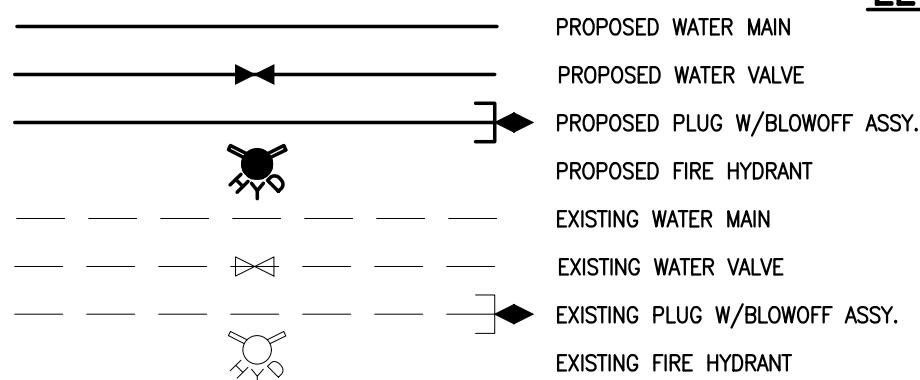 PROPOSED WATER MAIN
PROPOSED WATER VALVE
PROPOSED PLUG W/BLOWOFF ASSY.
HYD
PROPOSED FIRE HYDRANT
EXISTING WATER MAIN
EXISTING WATER VALVE
EXISTING PLUG W/BLOWOFF ASSY.
HYD
EXISTING FIRE HYDRANT